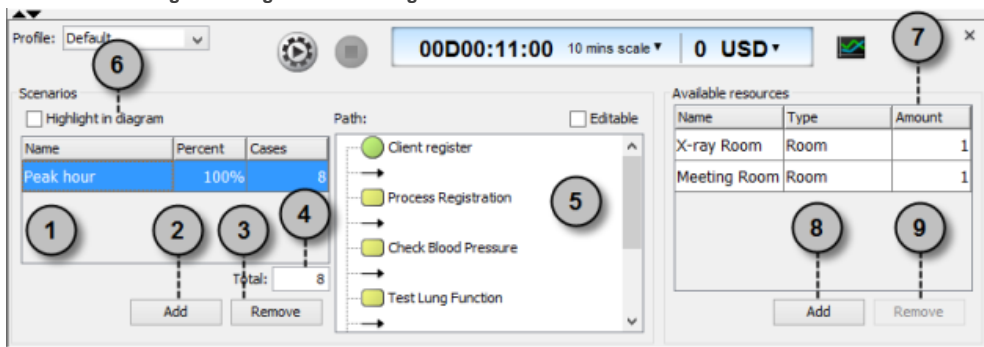 Profile: Default
00D00:11:00 10 mins scale 0 USD
7
6
Scenarios
Available resources
Highlight in diagram
Path:
Editable
Name Percent Cases
Peak hour 100% 8
Client register
Process Registration
Check Blood Pressure
Test Lung Function
Name Type Amount
X-ray Room Room 1
Meeting Room Room 1
1
2
3
4
5
8
9
Total: 8
Add
Remove
Add
Remove